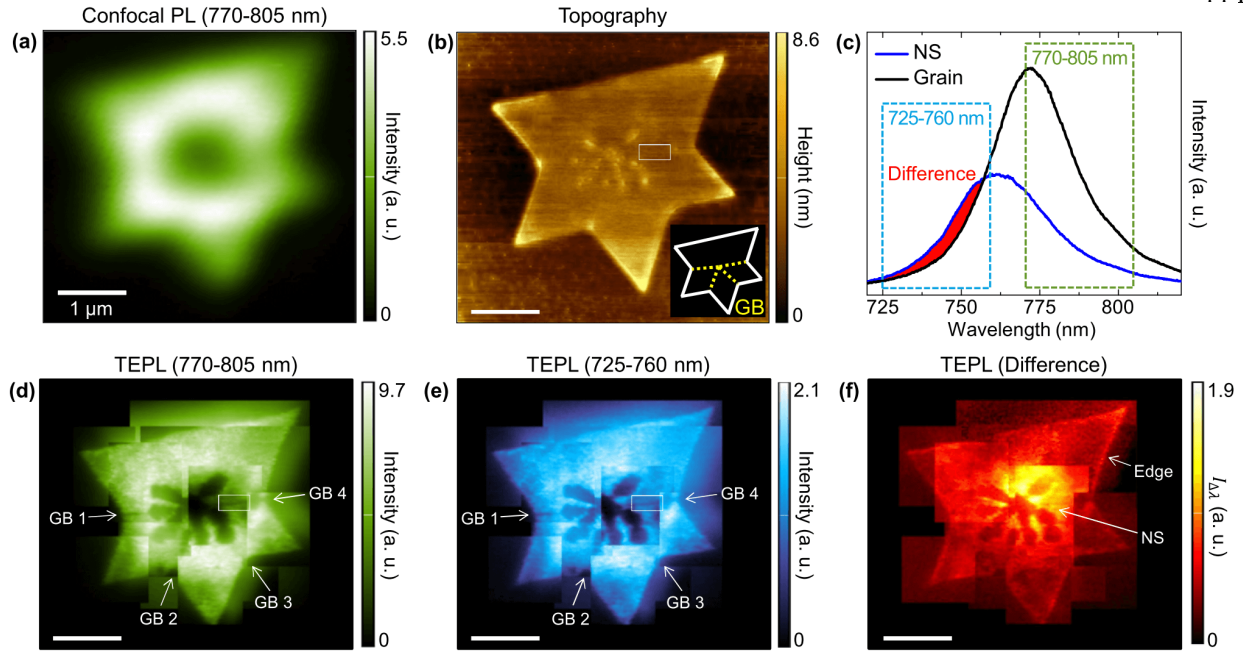 Confocal PL (770-805 nm)
(a)
5.5
Intensity (a. u.)
0
1 µm
Topography
(b)
8.6
Height (nm)
0
GB
(c)
NS
Grain
770-805 nm
725-760 nm
Difference
Intensity (a. u.)
725 750 775 800
Wavelength (nm)
TEPL (770-805 nm)
(d)
9.7
Intensity (a. u.)
0
GB 1
GB 2
GB 3
GB 4
TEPL (725-760 nm)
(e)
2.1
Intensity (a. u.)
0
GB 1
GB 2
GB 3
GB 4
TEPL (Difference)
(f)
1.9
IΔλ (a. u.)
0
Edge
NS